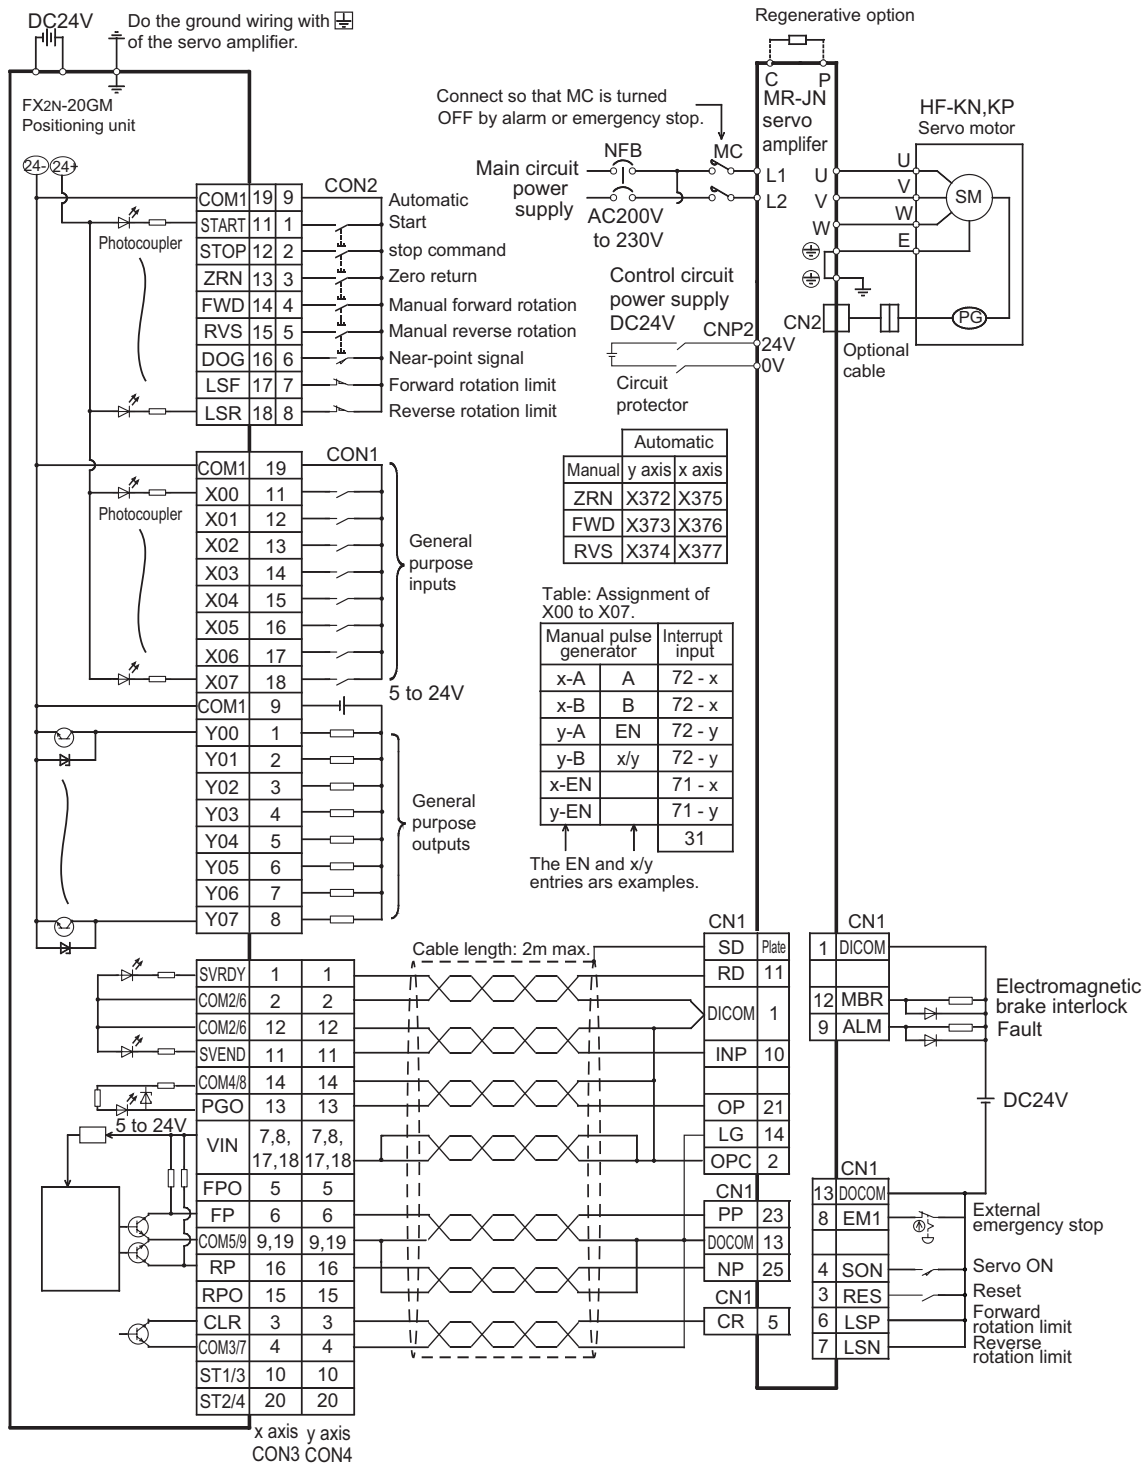 DC24V
Do the ground wiring with
of the servo amplifier.
FX2N-20GM
Positioning unit
24- 24+
Photocoupler
CON2
COM1 19 9
START 11 1
STOP 12 2
ZRN 13 3
FWD 14 4
RVS 15 5
DOG 16 6
LSF 17 7
LSR 18 8
Automatic
Start
stop command
Zero return
Manual forward rotation
Manual reverse rotation
Near-point signal
Forward rotation limit
Reverse rotation limit
Regenerative option
C P
MR-JN
servo
amplifer
Connect so that MC is turned
OFF by alarm or emergency stop.
NFB MC
Main circuit
power
supply
AC200V
to 230V
L1
L2
U
V
W
U
V
W
E
HF-KN,KP
Servo motor
SM
PG
CN2
Optional
cable
Control circuit
power supply
DC24V
CNP2
24V
0V
Circuit
protector
Automatic
Manual y axis x axis
ZRN X372 X375
FWD X373 X376
RVS X374 X377
CON1
COM1 19
X00 11
X01 12
X02 13
X03 14
X04 15
X05 16
X06 17
X07 18
Photocoupler
General
purpose
inputs
5 to 24V
COM1 9
Y00 1
Y01 2
Y02 3
Y03 4
Y04 5
Y05 6
Y06 7
Y07 8
General
purpose
outputs
Table: Assignment of
X00 to X07.
Manual pulse
generator
Interrupt
input
x-A A 72 - x
x-B B 72 - x
y-A EN 72 - y
y-B x/y 72 - y
x-EN 71 - x
y-EN 71 - y
31
The EN and x/y
entries ars examples.
Cable length: 2m max.
SVRDY 1 1
COM2/6 2 2
COM2/6 12 12
SVEND 11 11
COM4/8 14 14
PGO 13 13
5 to 24V
VIN 7,8, 7,8,
17,18 17,18
FPO 5 5
FP 6 6
COM5/9 9,19 9,19
RP 16 16
RPO 15 15
CLR 3 3
COM3/7 4 4
ST1/3 10 10
ST2/4 20 20
x axis y axis
CON3 CON4
CN1
SD Plate
RD 11
DICOM 1
INP 10
OP 21
LG 14
OPC 2
CN1
PP 23
DOCOM 13
NP 25
CN1
CR 5
CN1
1 DICOM
12 MBR
9 ALM
Electromagnetic
brake interlock
Fault
DC24V
CN1
13 DOCOM
8 EM1
4 SON
3 RES
6 LSP
7 LSN
External
emergency stop
Servo ON
Reset
Forward
rotation limit
Reverse
rotation limit